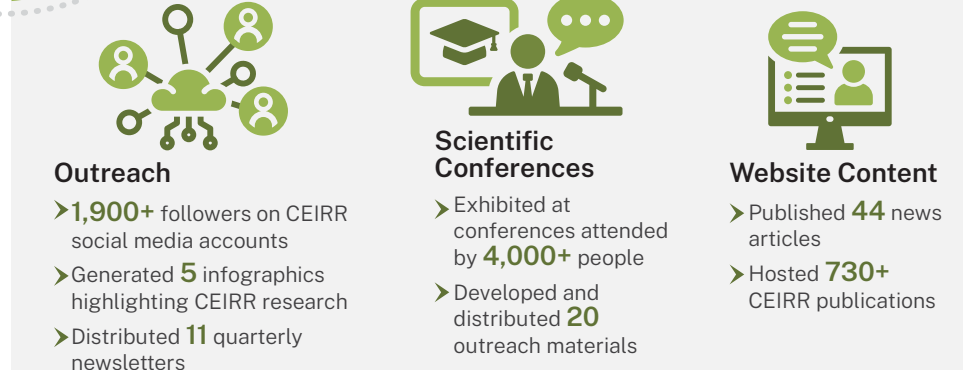 Outreach
1,900+ followers on CEIRR
social media accounts
Generated 5 infographics
highlighting CEIRR research
Distributed 11 quarterly
newsletters
Scientific
Conferences
Exhibited at
conferences attended
by 4,000+ people
Developed and
distributed 20
outreach materials
Website Content
Published 44 news
articles
Hosted 730+
CEIRR publications